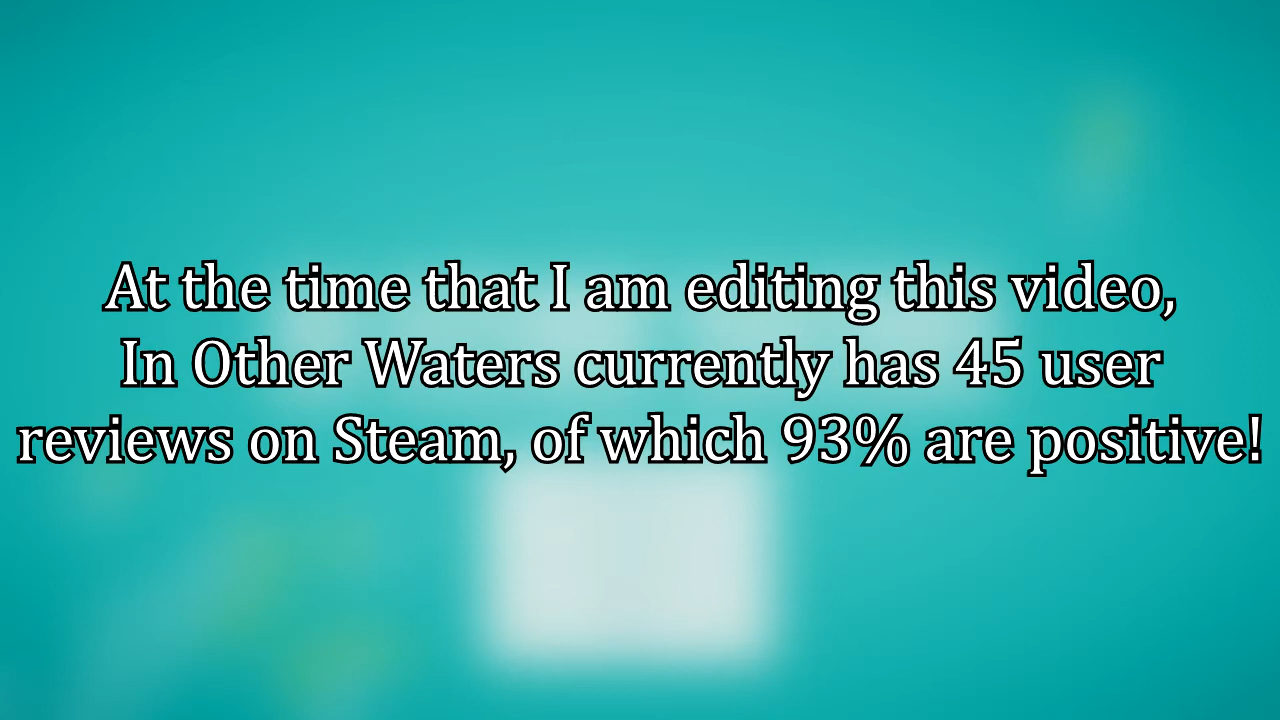 At the time that I am editing this video,
In Other Waters currently has 45 user
reviews on Steam, of which 93% are positive!